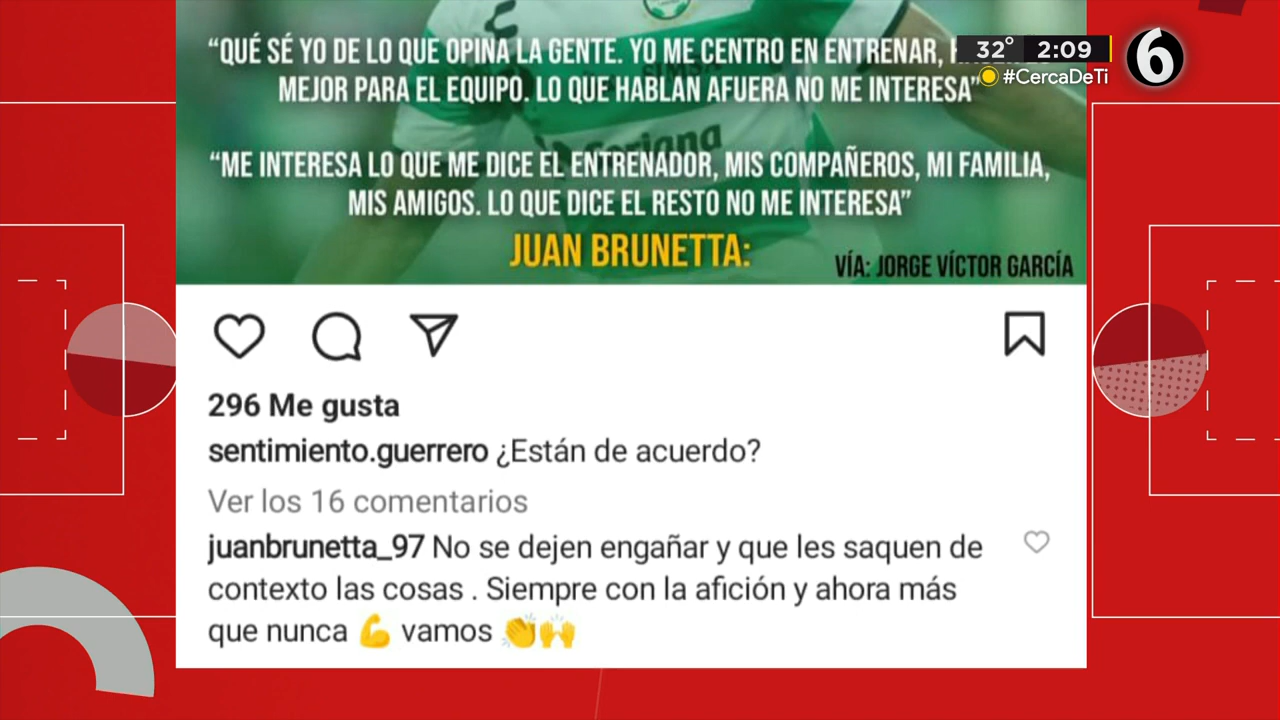 “QUÉ SÉ YO DE LO QUE OPINA LA GENTE. YO ME CENTRO EN ENTRENAR,
MEJOR PARA EL EQUIPO. LO QUE HABLAN AFUERA NO ME INTERESA”
“ME INTERESA LO QUE ME DICE EL ENTRENADOR, MIS COMPAÑEROS, MI FAMILIA,
MIS AMIGOS. LO QUE DICE EL RESTO NO ME INTERESA”
JUAN BRUNETTA:
VÍA: JORGE VÍCTOR GARCÍA
32° 2:09
#CercaDeTi
6
Soriana
296 Me gusta
sentimiento.guerrero ¿Están de acuerdo?
Ver los 16 comentarios
juanbrunetta_97 No se dejen engañar y que les saquen de
contexto las cosas . Siempre con la afición y ahora más
que nunca 💪 vamos 👏🙌